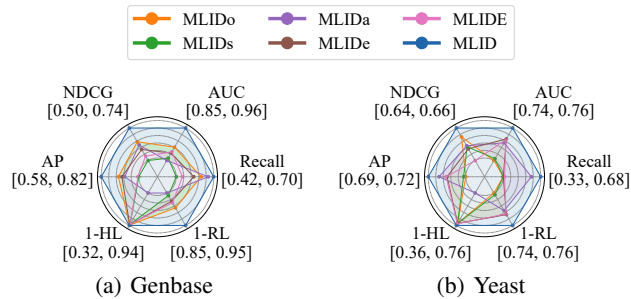 MLIDo MLIDa MLIDE
MLIDs MLIDe MLID
NDCG
[0.50, 0.74]
AUC
[0.85, 0.96]
AP
[0.58, 0.82]
Recall
[0.42, 0.70]
1-HL
[0.32, 0.94]
1-RL
[0.85, 0.95]
(a) Genbase
NDCG
[0.64, 0.66]
AUC
[0.74, 0.76]
AP
[0.69, 0.72]
Recall
[0.33, 0.68]
1-HL
[0.36, 0.76]
1-RL
[0.74, 0.76]
(b) Yeast